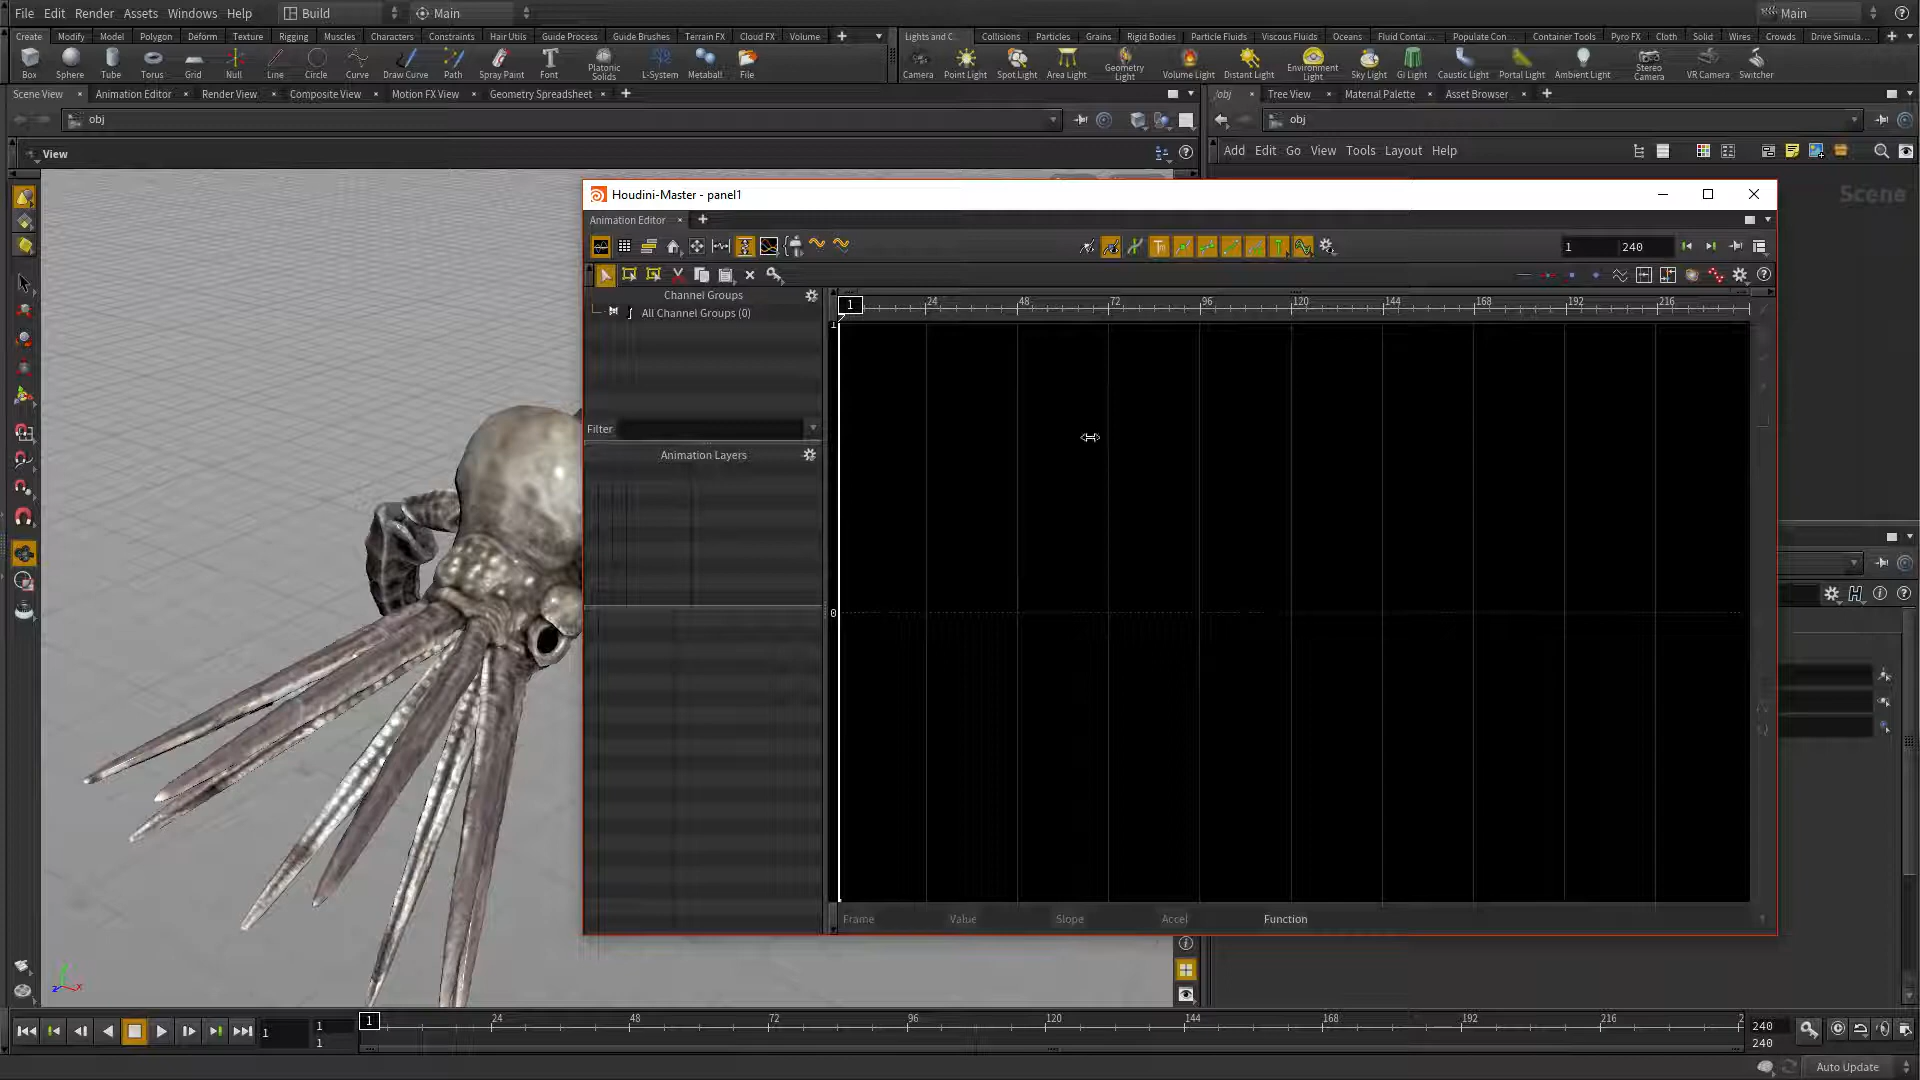 File Edit Render Assets Windows Help Build Main Main
Create Modify Model Polygon Deform Texture Rigging Muscles Characters Constraints Hair Utils Guide Process Guide Brushes Terrain FX Cloud FX Volume
Lights and C... Collisions Particles Grains Rigid Bodies Particle Fluids Viscous Fluids Oceans Fluid Contai... Populate Con... Container Tools Pyro FX Cloth Solid Wires Crowds Drive Simula...
Box Sphere Tube Torus Grid Null Line Circle Curve Draw Curve Path Spray Paint Font Platonic Solids L-System Metaball File
Camera Point Light Spot Light Area Light Geometry Light Volume Light Distant Light Environment Light Sky Light GI Light Caustic Light Portal Light Ambient Light Stereo Camera VR Camera Switcher
Scene View Animation Editor Render View Composite View Motion FX View Geometry Spreadsheet
/obj Tree View Material Palette Asset Browser
obj
obj
View
Add Edit Go View Tools Layout Help
Scene
Houdini-Master - panel1
Animation Editor
1 240
Channel Groups
All Channel Groups (0)
1 24 48 72 96 120 144 168 192 216
1
Filter
Animation Layers
0
Frame Value Slope Accel Function
1 1 1 1 24 48 72 96 120 144 168 192 216 2 240
240
Auto Update